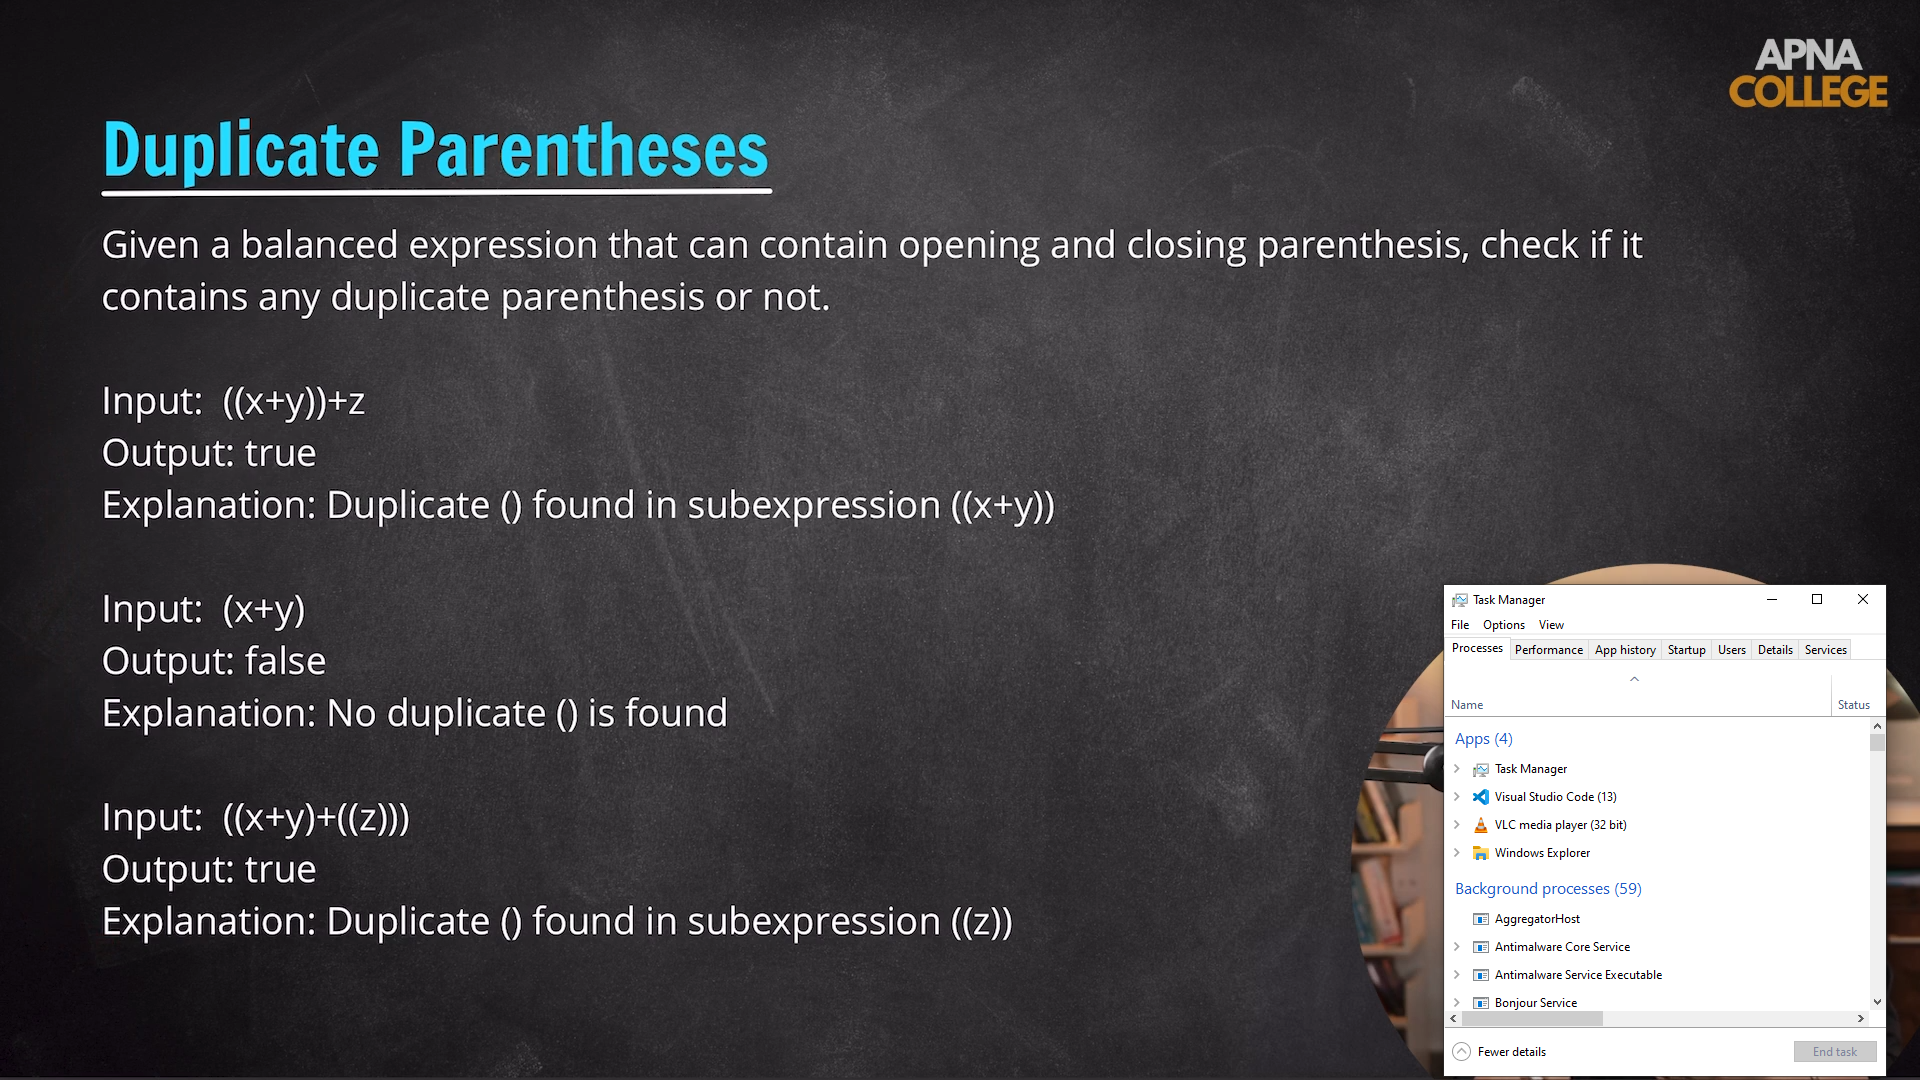 APNA
COLLEGE
Duplicate Parentheses
Given a balanced expression that can contain opening and closing parenthesis, check if it
contains any duplicate parenthesis or not.
Input:  ((x+y))+z
Output: true
Explanation: Duplicate () found in subexpression ((x+y))
Input:  (x+y)
Output: false
Explanation: No duplicate () is found
Input:  ((x+y)+((z)))
Output: true
Explanation: Duplicate () found in subexpression ((z))
Task Manager
File Options View
Processes Performance App history Startup Users Details Services
Name Status
Apps (4)
Task Manager
Visual Studio Code (13)
VLC media player (32 bit)
Windows Explorer
Background processes (59)
AggregatorHost
Antimalware Core Service
Antimalware Service Executable
Bonjour Service
Fewer details End task